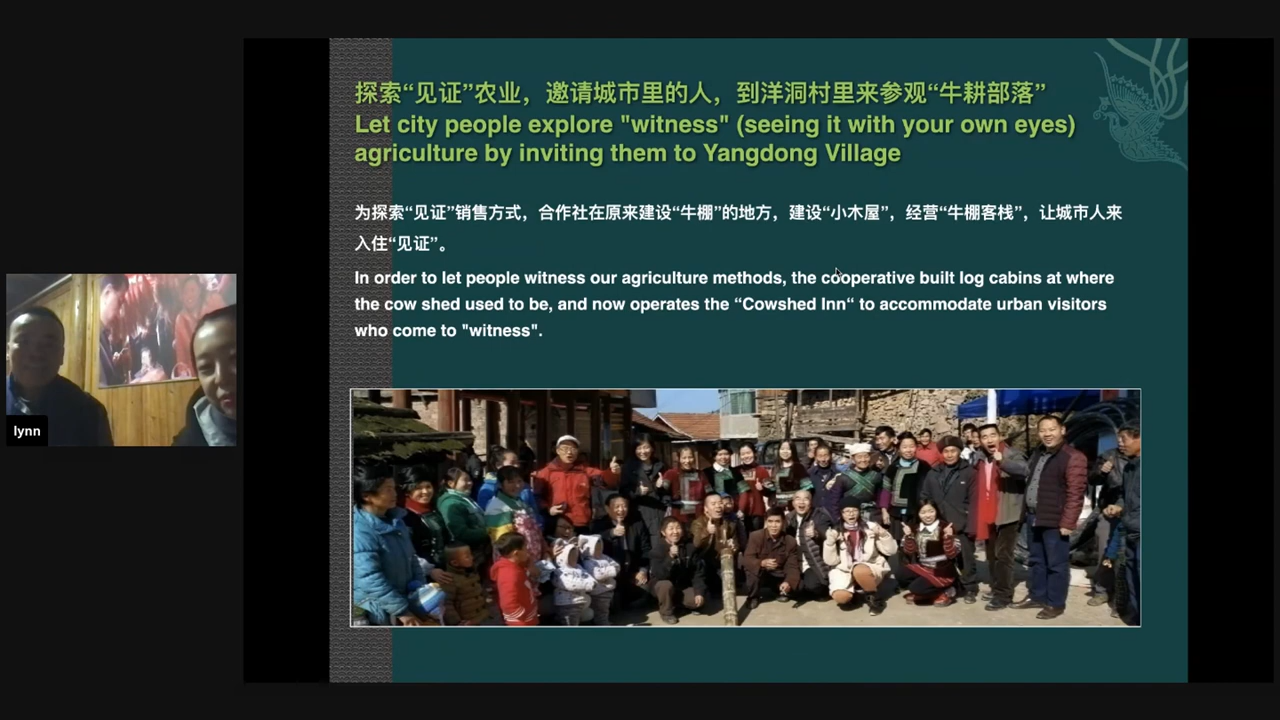 探索“见证”农业，邀请城市里的人，到洋洞村里来参观“牛耕部落”
Let city people explore "witness" (seeing it with your own eyes)
agriculture by inviting them to Yangdong Village
为探索“见证”销售方式，合作社在原来建设“牛棚”的地方，建设“小木屋”，经营“牛棚客栈”，让城市人来
入住“见证”。
In order to let people witness our agriculture methods, the cooperative built log cabins at where
the cow shed used to be, and now operates the “Cowshed Inn“ to accommodate urban visitors
who come to "witness".
lynn